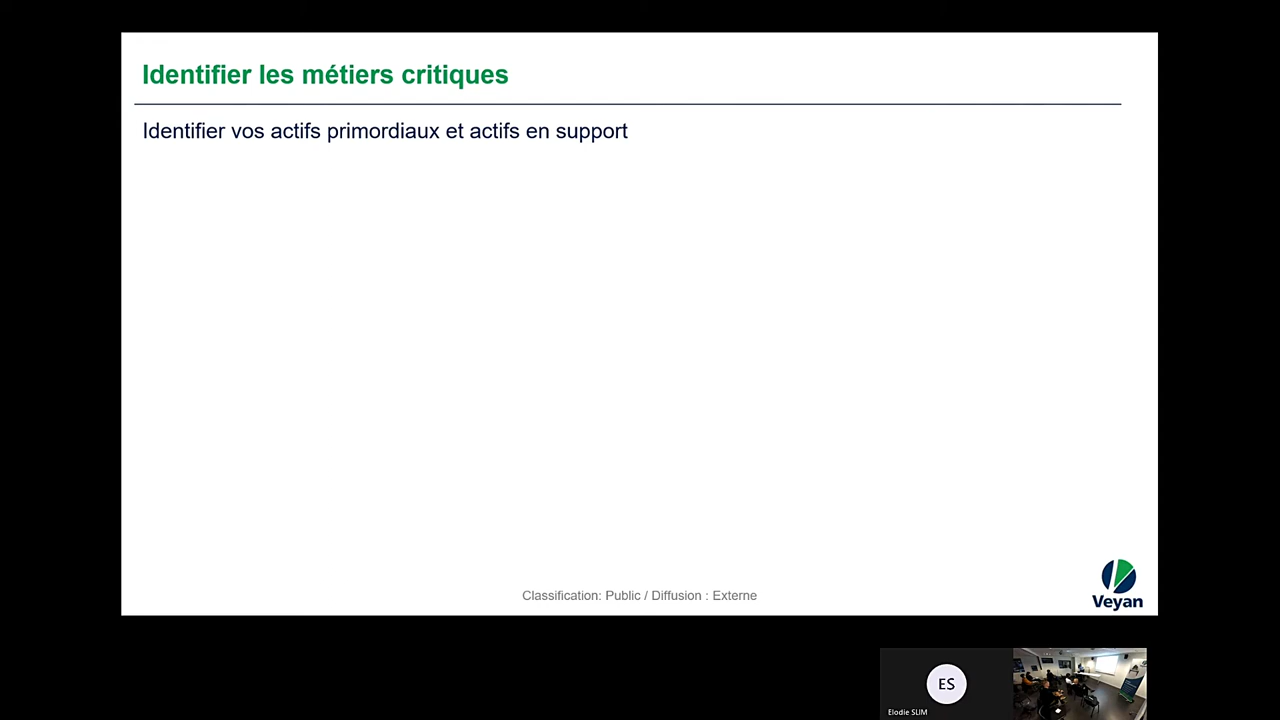 Identifier les métiers critiques
Identifier vos actifs primordiaux et actifs en support
Classification: Public / Diffusion : Externe
Veyan
ES
Elodie SLIM